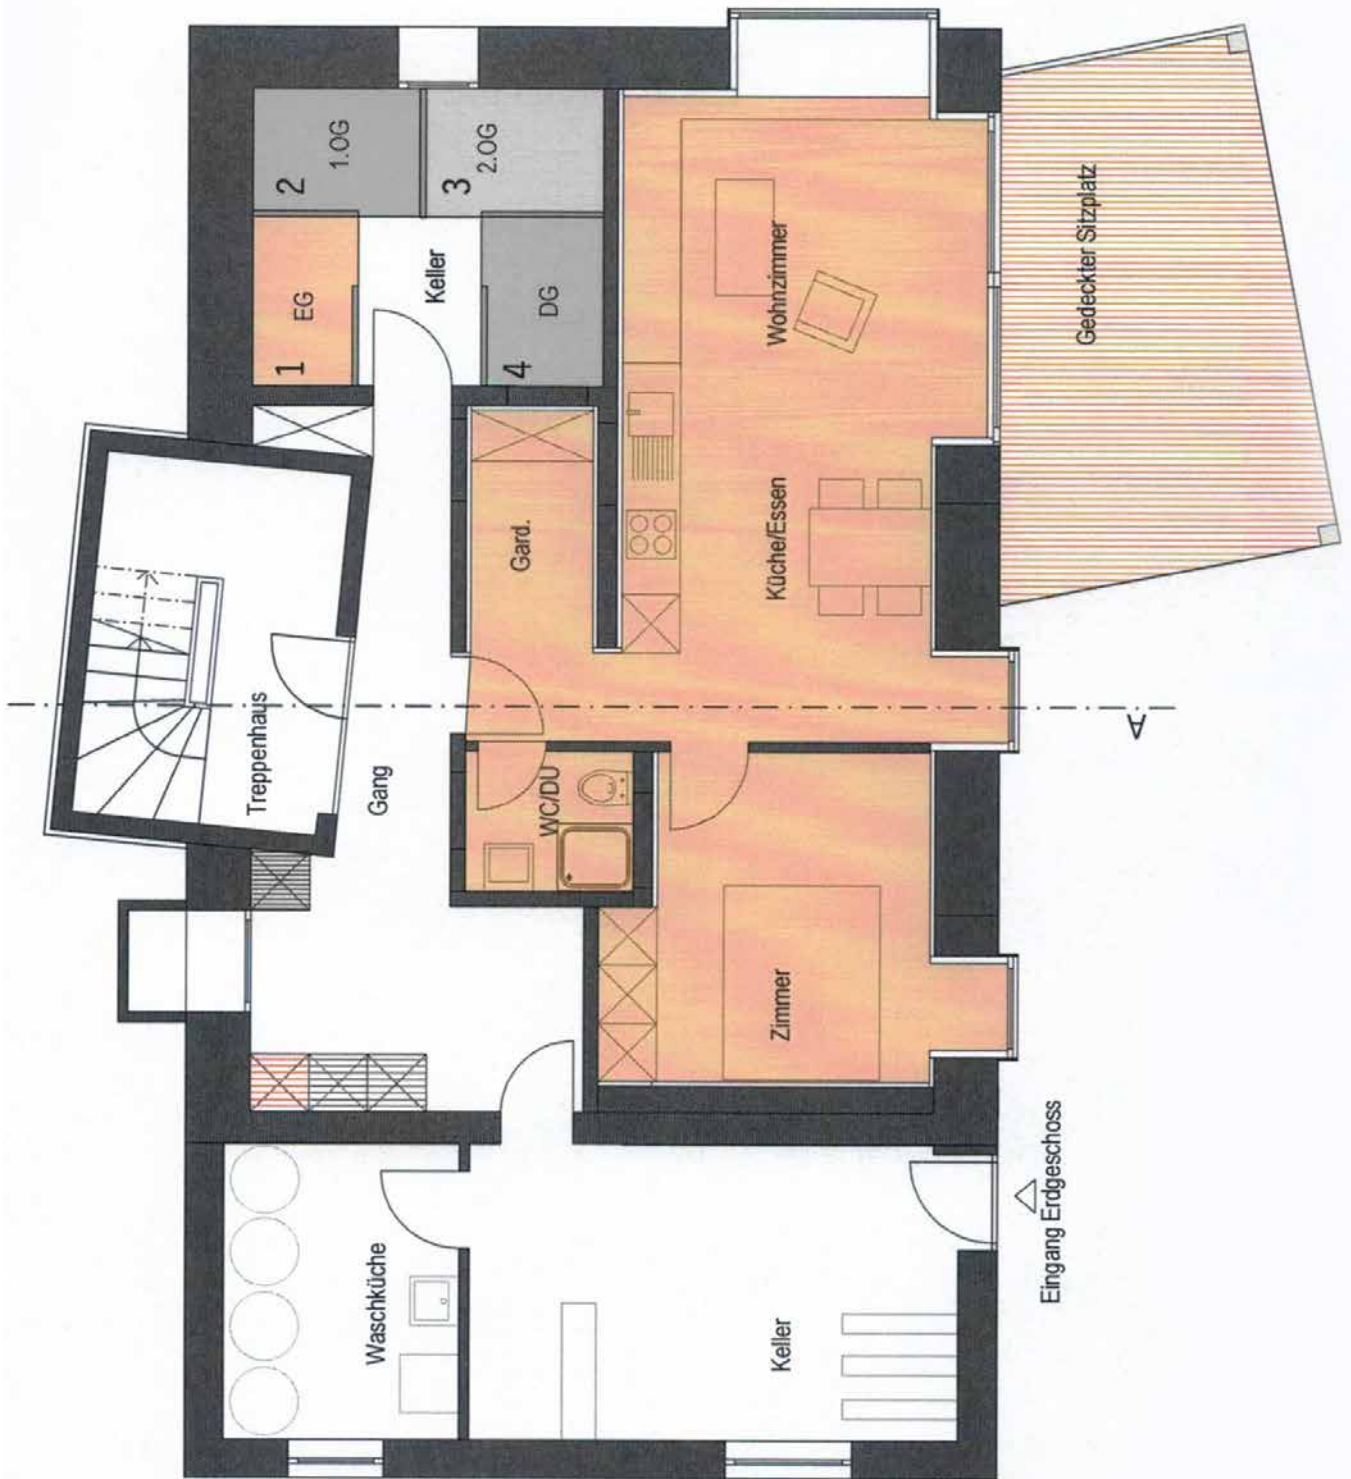 Waschküche
Keller
Eingang Erdgeschoss
Treppenhaus
Gang
WC/DU
Zimmer
A
Gard.
Küche/Essen
Wohnzimmer
Gedeckter Sitzplatz
Keller
1
EG
2
1.OG
3
2.OG
4
DG